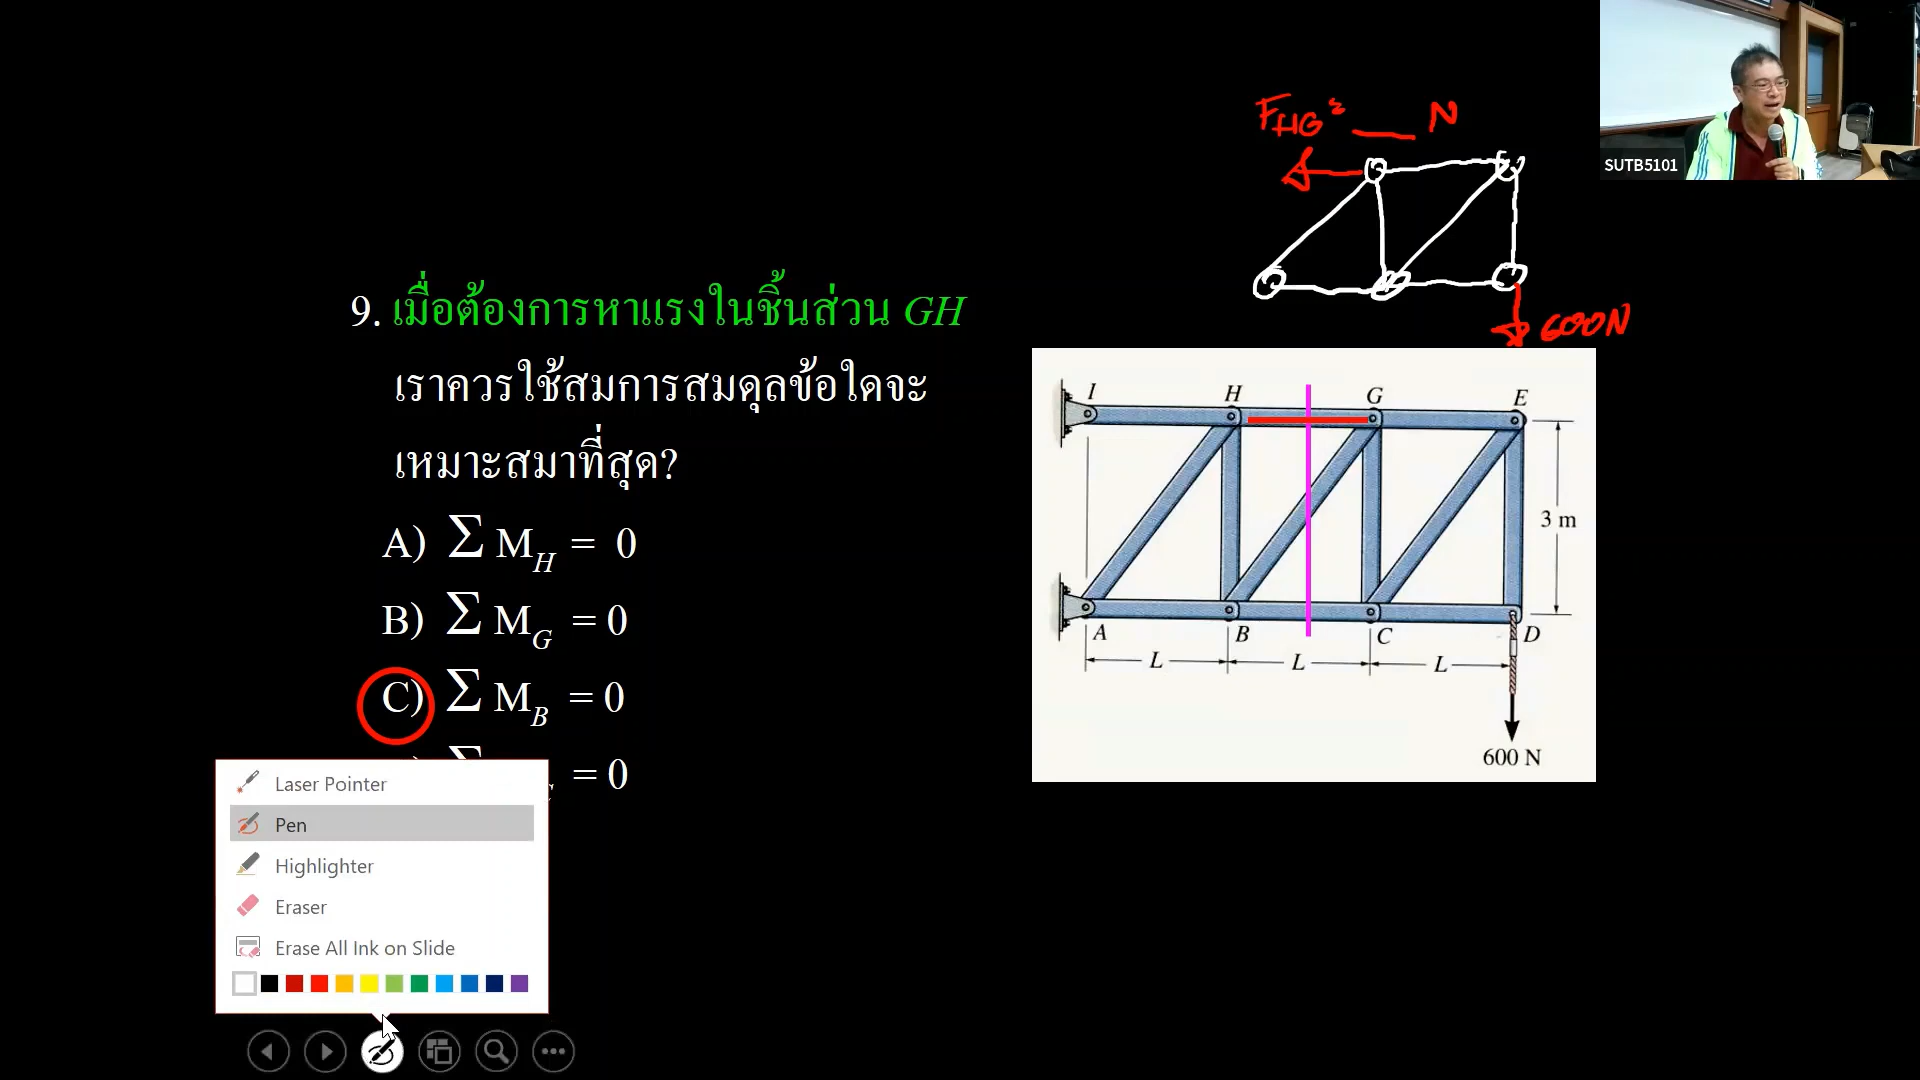 F_HG = ___ N
SUTB5101
600N
9. เมื่อต้องการหาแรงในชิ้นส่วน GH
เราควรใช้สมการสมดุลข้อใดจะ
เหมาะสมาที่สุด?
A) Σ M_H = 0
B) Σ M_G = 0
C) Σ M_B = 0
= 0
I H G E
3 m
A B C D
L L L
600 N
Laser Pointer
Pen
Highlighter
Eraser
Erase All Ink on Slide